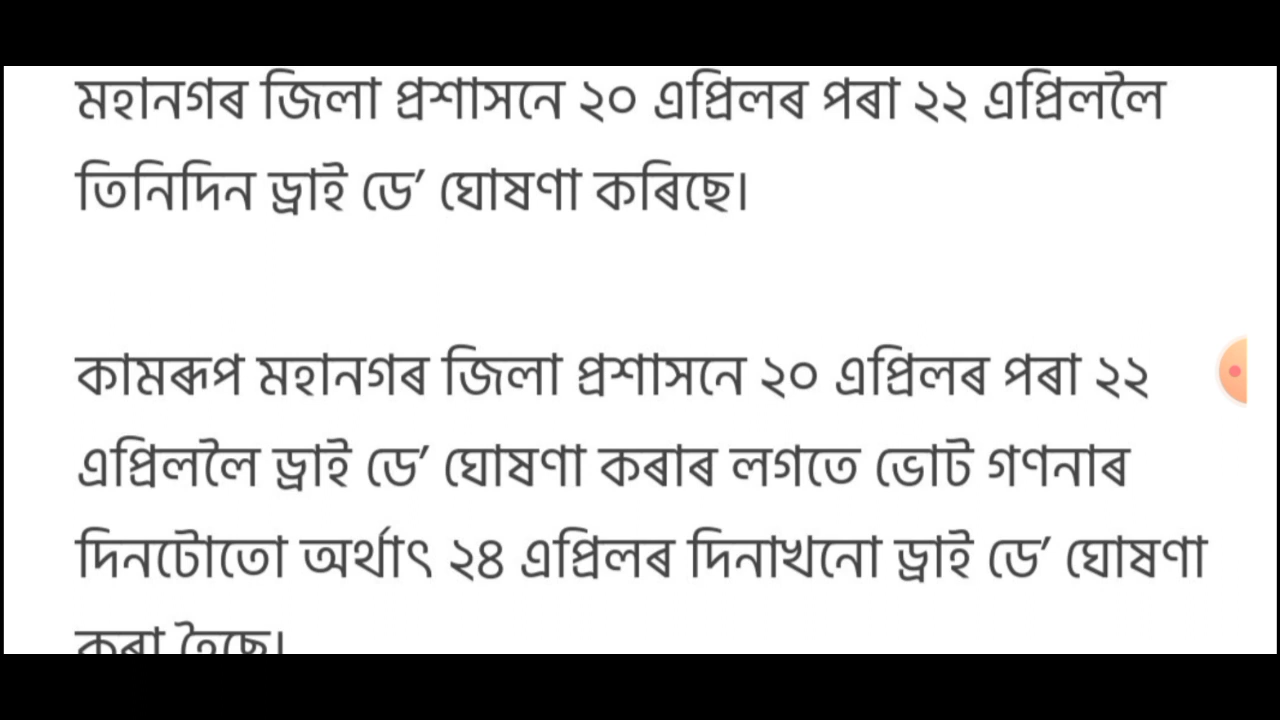 মহানগৰ জিলা প্ৰশাসনে ২০ এপ্ৰিলৰ পৰা ২২ এপ্ৰিললৈ
তিনিদিন ড্ৰাই ডে’ ঘোষণা কৰিছে।
কামৰূপ মহানগৰ জিলা প্ৰশাসনে ২০ এপ্ৰিলৰ পৰা ২২
এপ্ৰিললৈ ড্ৰাই ডে’ ঘোষণা কৰাৰ লগতে ভোট গণনাৰ
দিনটোতো অৰ্থাৎ ২৪ এপ্ৰিলৰ দিনাখনো ড্ৰাই ডে’ ঘোষণা
কৰা হৈছে।